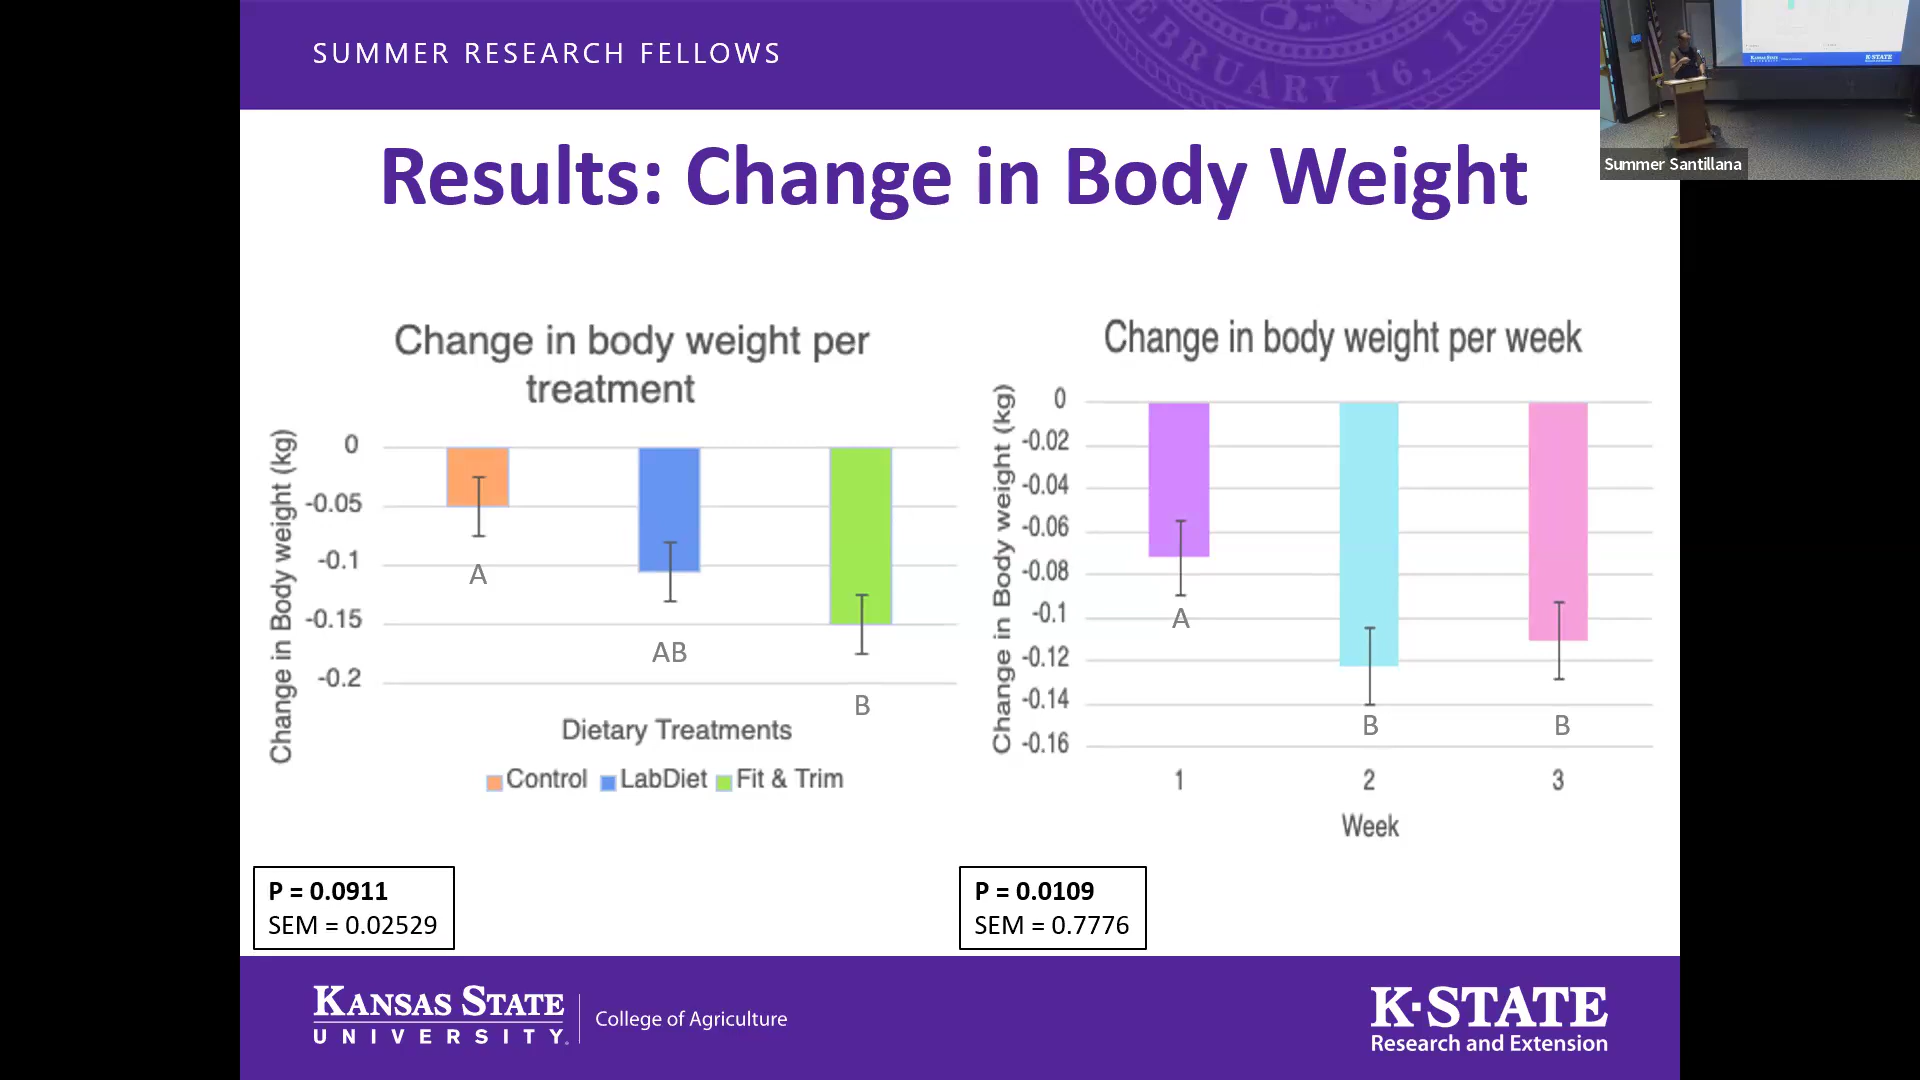 SUMMER RESEARCH FELLOWS
EBRUARY 16, 186
Summer Santillana
Results: Change in Body Weight
Change in body weight per
treatment
Change in Body weight (kg)
0
-0.05
-0.1
-0.15
-0.2
A
AB
B
Dietary Treatments
Control LabDiet Fit & Trim
Change in body weight per week
Change in Body weight (kg)
0
-0.02
-0.04
-0.06
-0.08
-0.1
-0.12
-0.14
-0.16
A
B
B
1 2 3
Week
P = 0.0911
SEM = 0.02529
P = 0.0109
SEM = 0.7776
KANSAS STATE
UNIVERSITY.
College of Agriculture
K-STATE
Research and Extension